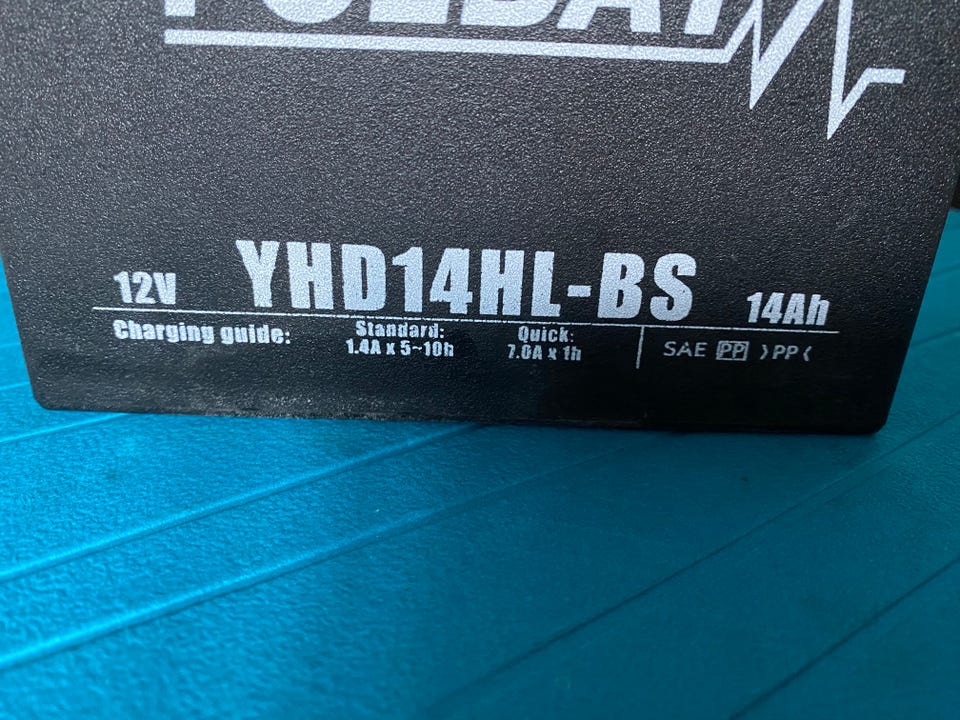 12V YHD14HL-BS 14Ah
Charging guide: Standard: Quick:
1.4A x 5~10h 7.0A x 1h SAE PP >PP<